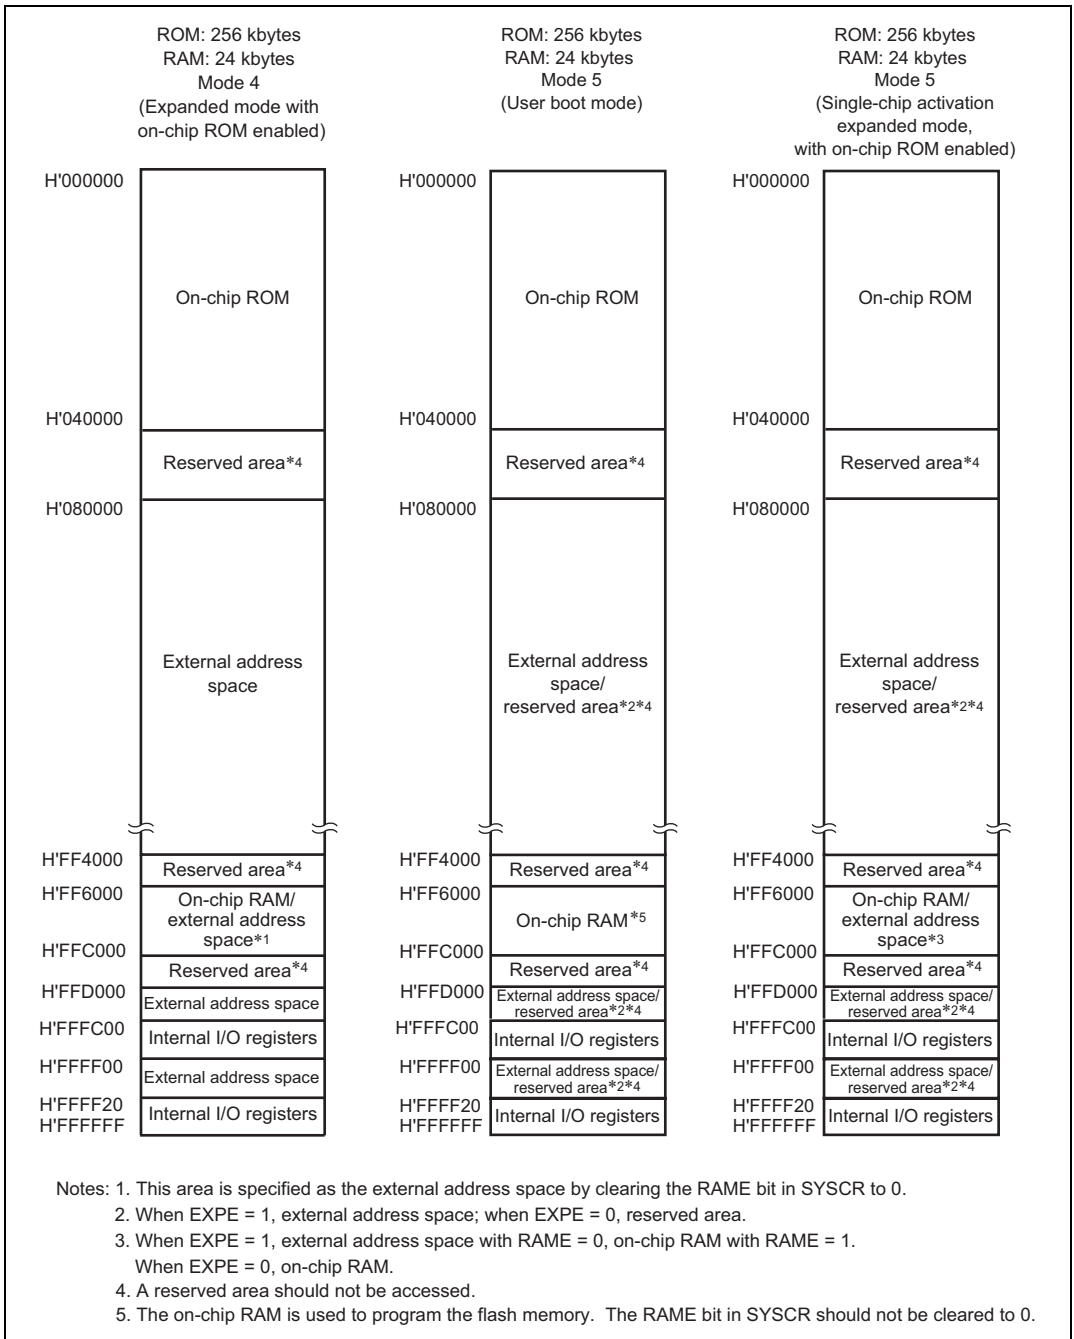 ROM: 256 kbytes
RAM: 24 kbytes
Mode 4
(Expanded mode with
on-chip ROM enabled)
H'000000
On-chip ROM
H'040000
Reserved area*4
H'080000
External address
space
H'FF4000
Reserved area*4
H'FF6000
On-chip RAM/
external address
space*1
H'FFC000
Reserved area*4
H'FFD000
External address space
H'FFFC00
Internal I/O registers
H'FFFF00
External address space
H'FFFF20
Internal I/O registers
H'FFFFFF
ROM: 256 kbytes
RAM: 24 kbytes
Mode 5
(User boot mode)
H'000000
On-chip ROM
H'040000
Reserved area*4
H'080000
External address
space/
reserved area*2*4
H'FF4000
Reserved area*4
H'FF6000
On-chip RAM*5
H'FFC000
Reserved area*4
H'FFD000
External address space/
reserved area*2*4
H'FFFC00
Internal I/O registers
H'FFFF00
External address space/
reserved area*2*4
H'FFFF20
Internal I/O registers
H'FFFFFF
ROM: 256 kbytes
RAM: 24 kbytes
Mode 5
(Single-chip activation
expanded mode,
with on-chip ROM enabled)
H'000000
On-chip ROM
H'040000
Reserved area*4
H'080000
External address
space/
reserved area*2*4
H'FF4000
Reserved area*4
H'FF6000
On-chip RAM/
external address
space*3
H'FFC000
Reserved area*4
H'FFD000
External address space/
reserved area*2*4
H'FFFC00
Internal I/O registers
H'FFFF00
External address space/
reserved area*2*4
H'FFFF20
Internal I/O registers
H'FFFFFF
Notes: 1. This area is specified as the external address space by clearing the RAME bit in SYSCR to 0.
2. When EXPE = 1, external address space; when EXPE = 0, reserved area.
3. When EXPE = 1, external address space with RAME = 0, on-chip RAM with RAME = 1.
When EXPE = 0, on-chip RAM.
4. A reserved area should not be accessed.
5. The on-chip RAM is used to program the flash memory. The RAME bit in SYSCR should not be cleared to 0.